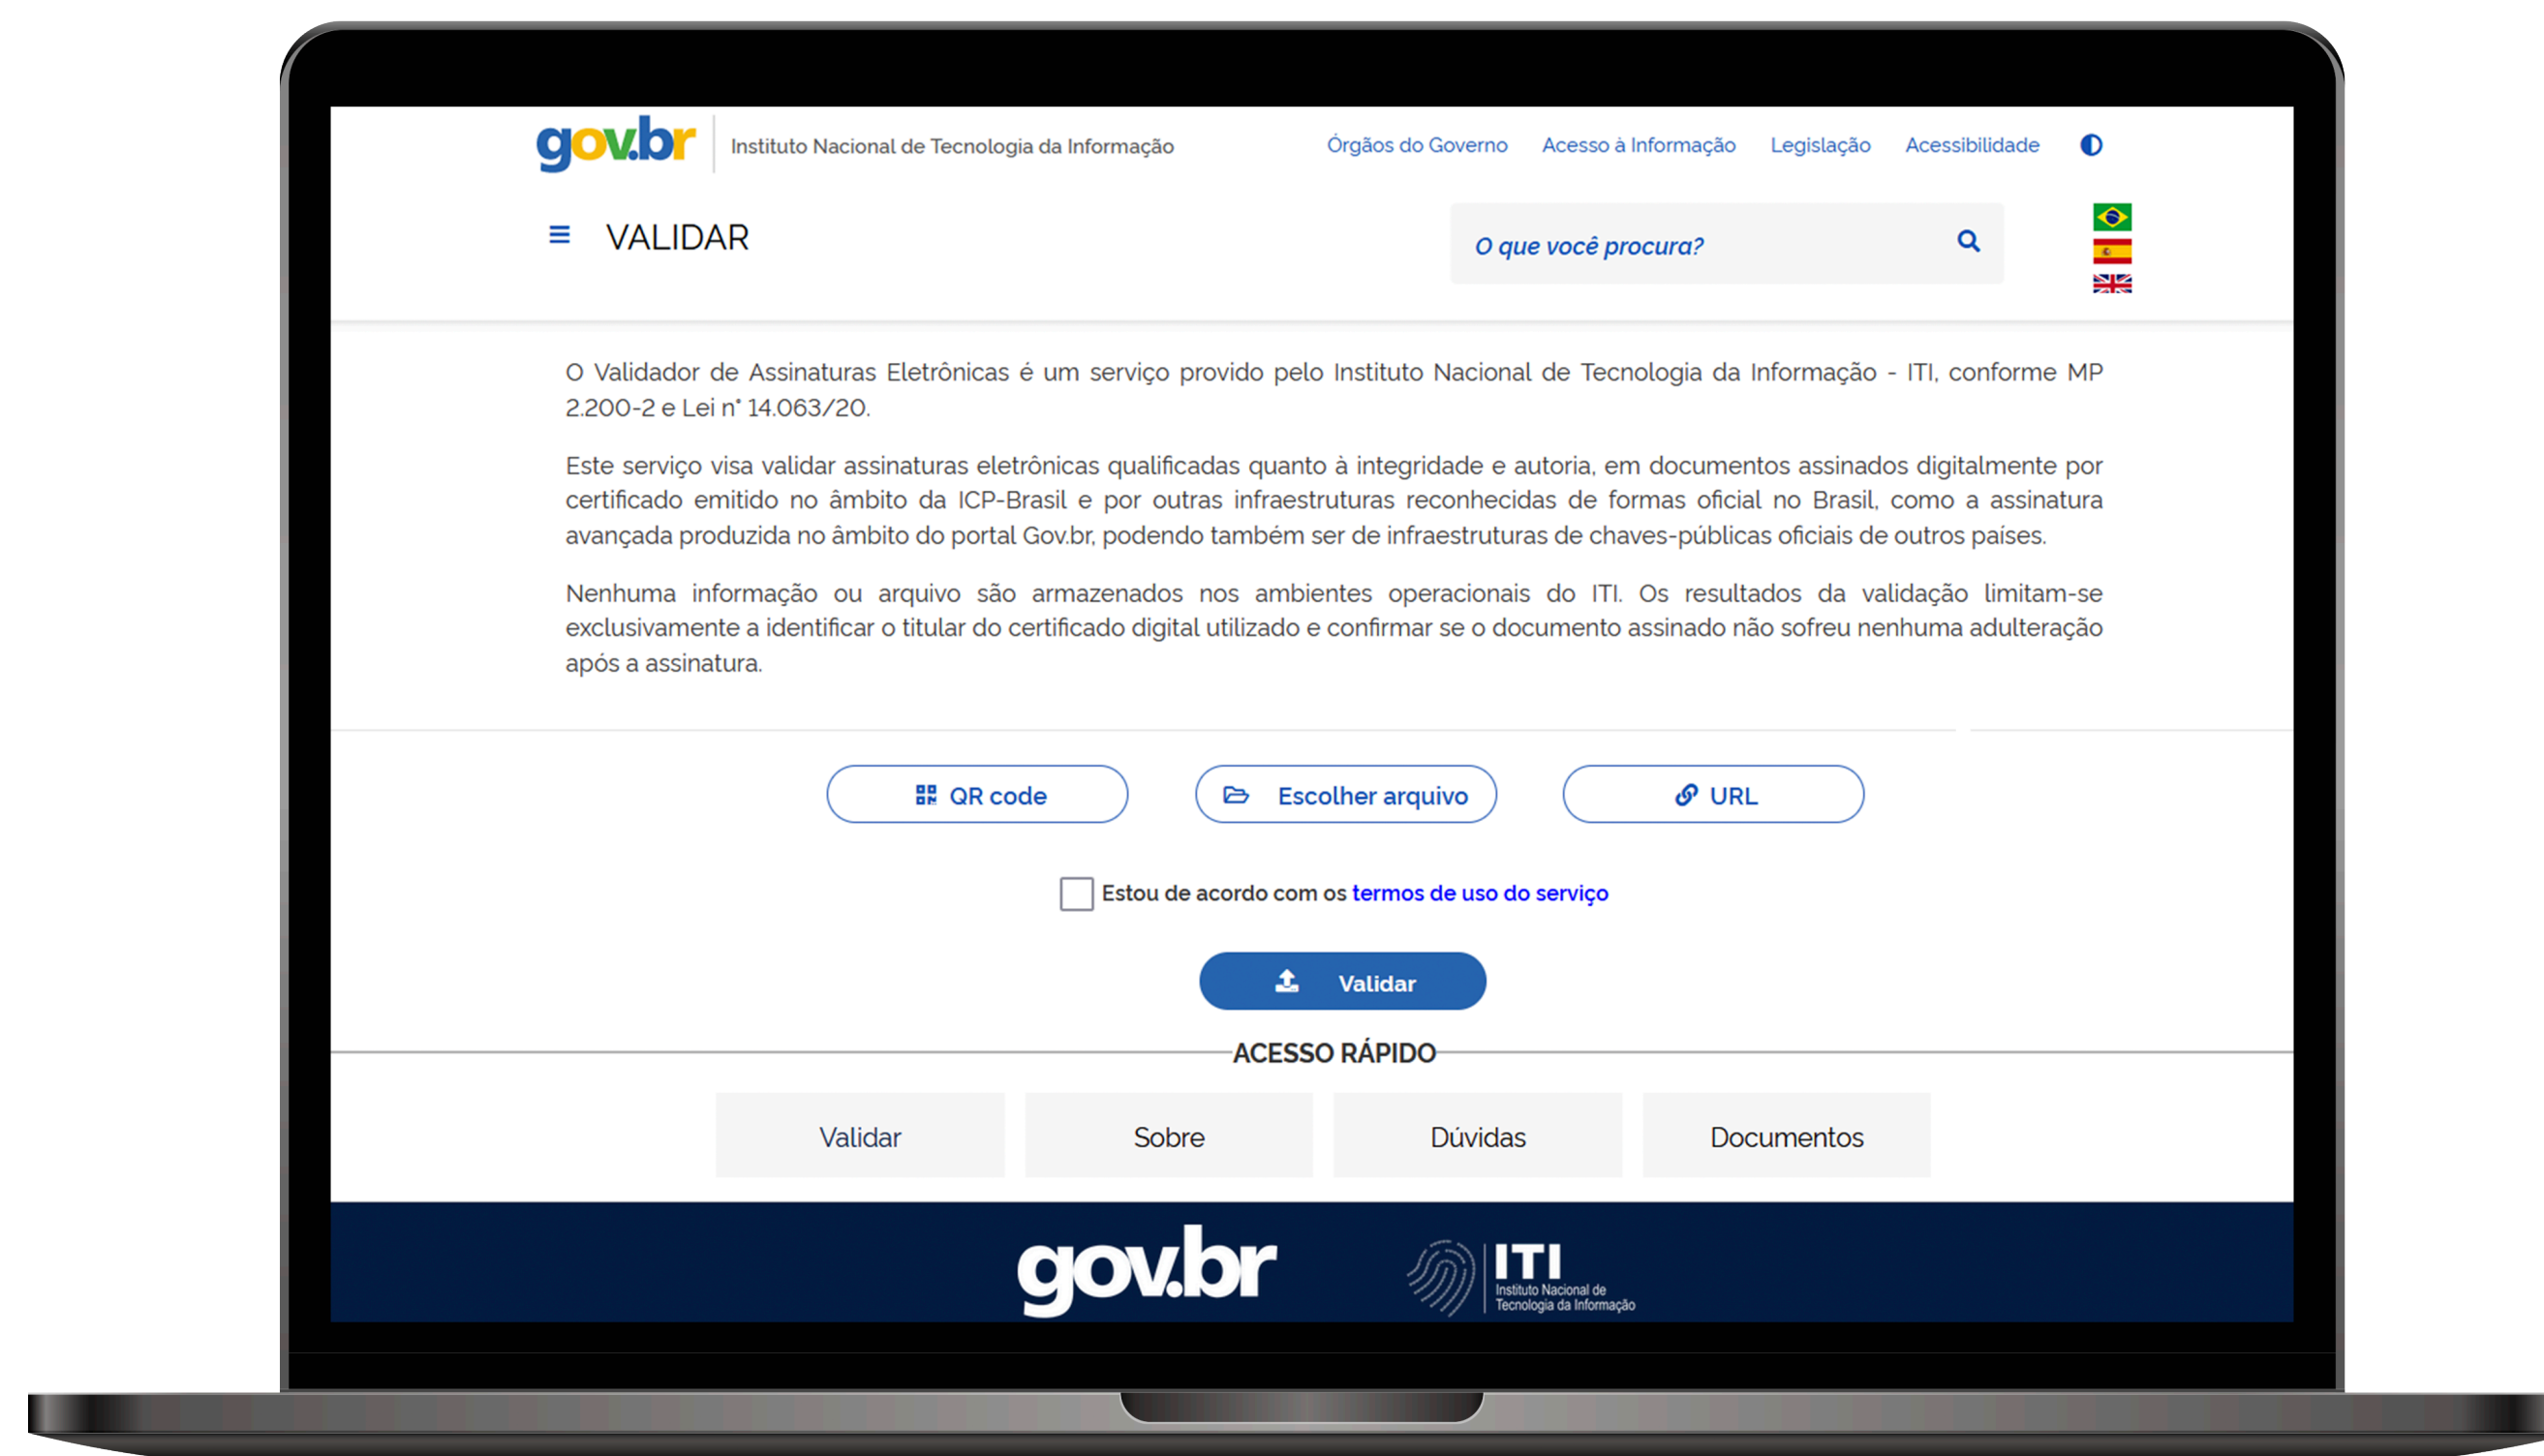 gov.br
Instituto Nacional de Tecnologia da Informação
Órgãos do Governo
Acesso à Informação
Legislação
Acessibilidade
VALIDAR
O que você procura?
O Validador de Assinaturas Eletrônicas é um serviço provido pelo Instituto Nacional de Tecnologia da Informação - ITI, conforme MP
2.200-2 e Lei n° 14.063/20.
Este serviço visa validar assinaturas eletrônicas qualificadas quanto à integridade e autoria, em documentos assinados digitalmente por
certificado emitido no âmbito da ICP-Brasil e por outras infraestruturas reconhecidas de formas oficial no Brasil, como a assinatura
avançada produzida no âmbito do portal Gov.br, podendo também ser de infraestruturas de chaves-públicas oficiais de outros países.
Nenhuma informação ou arquivo são armazenados nos ambientes operacionais do ITI. Os resultados da validação limitam-se
exclusivamente a identificar o titular do certificado digital utilizado e confirmar se o documento assinado não sofreu nenhuma adulteração
após a assinatura.
QR code
Escolher arquivo
URL
Estou de acordo com os termos de uso do serviço
Validar
ACESSO RÁPIDO
Validar
Sobre
Dúvidas
Documentos
gov.br
ITI
Instituto Nacional de
Tecnologia da Informação